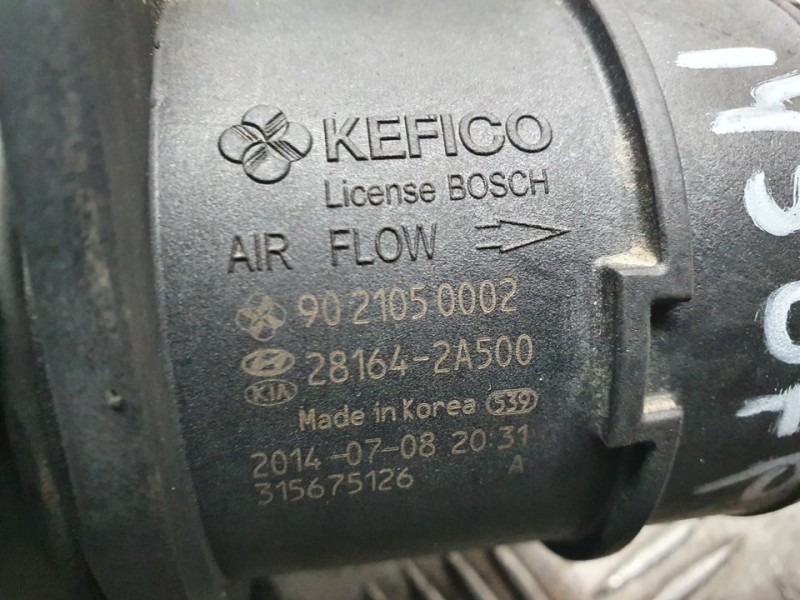 KEFICO
License BOSCH
AIR FLOW
90 2105 0002
28164-2A500
KIA
Made in Korea 539
2014-07-08 20:31
315675126 A